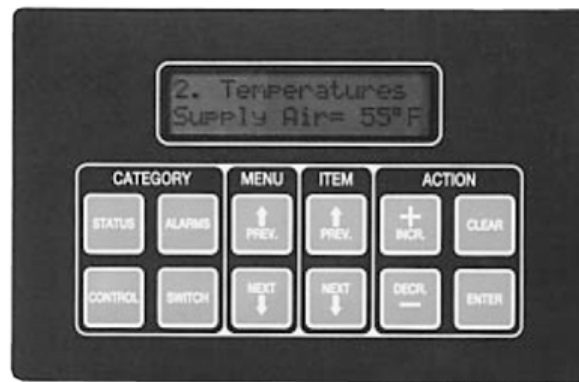 2. Temperatures
Supply Air= 55°F
CATEGORY MENU ITEM ACTION
STATUS ALARMS PREV. PREV. + INCR. CLEAR
CONTROL SWITCH NEXT NEXT DECR. − ENTER